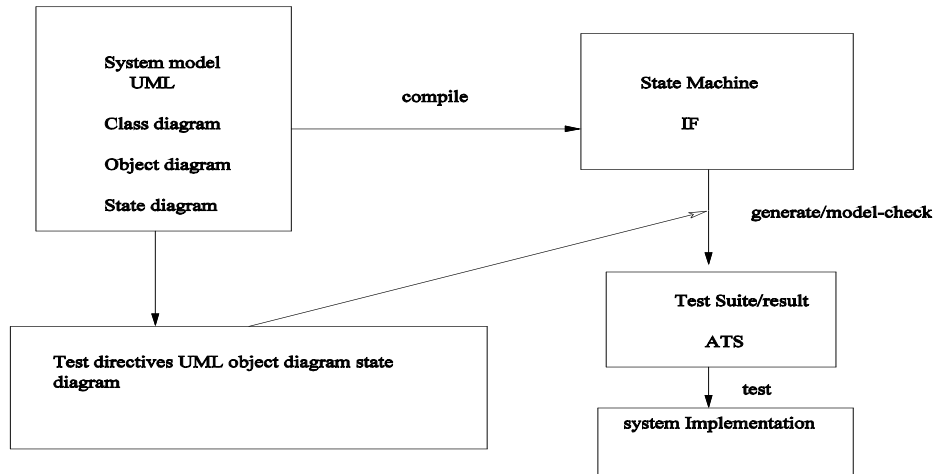 System model
UML
Class diagram
Object diagram
State diagram
compile
State Machine
IF
generate/model-check
Test directives UML object diagram state
diagram
Test Suite/result
ATS
test
system Implementation